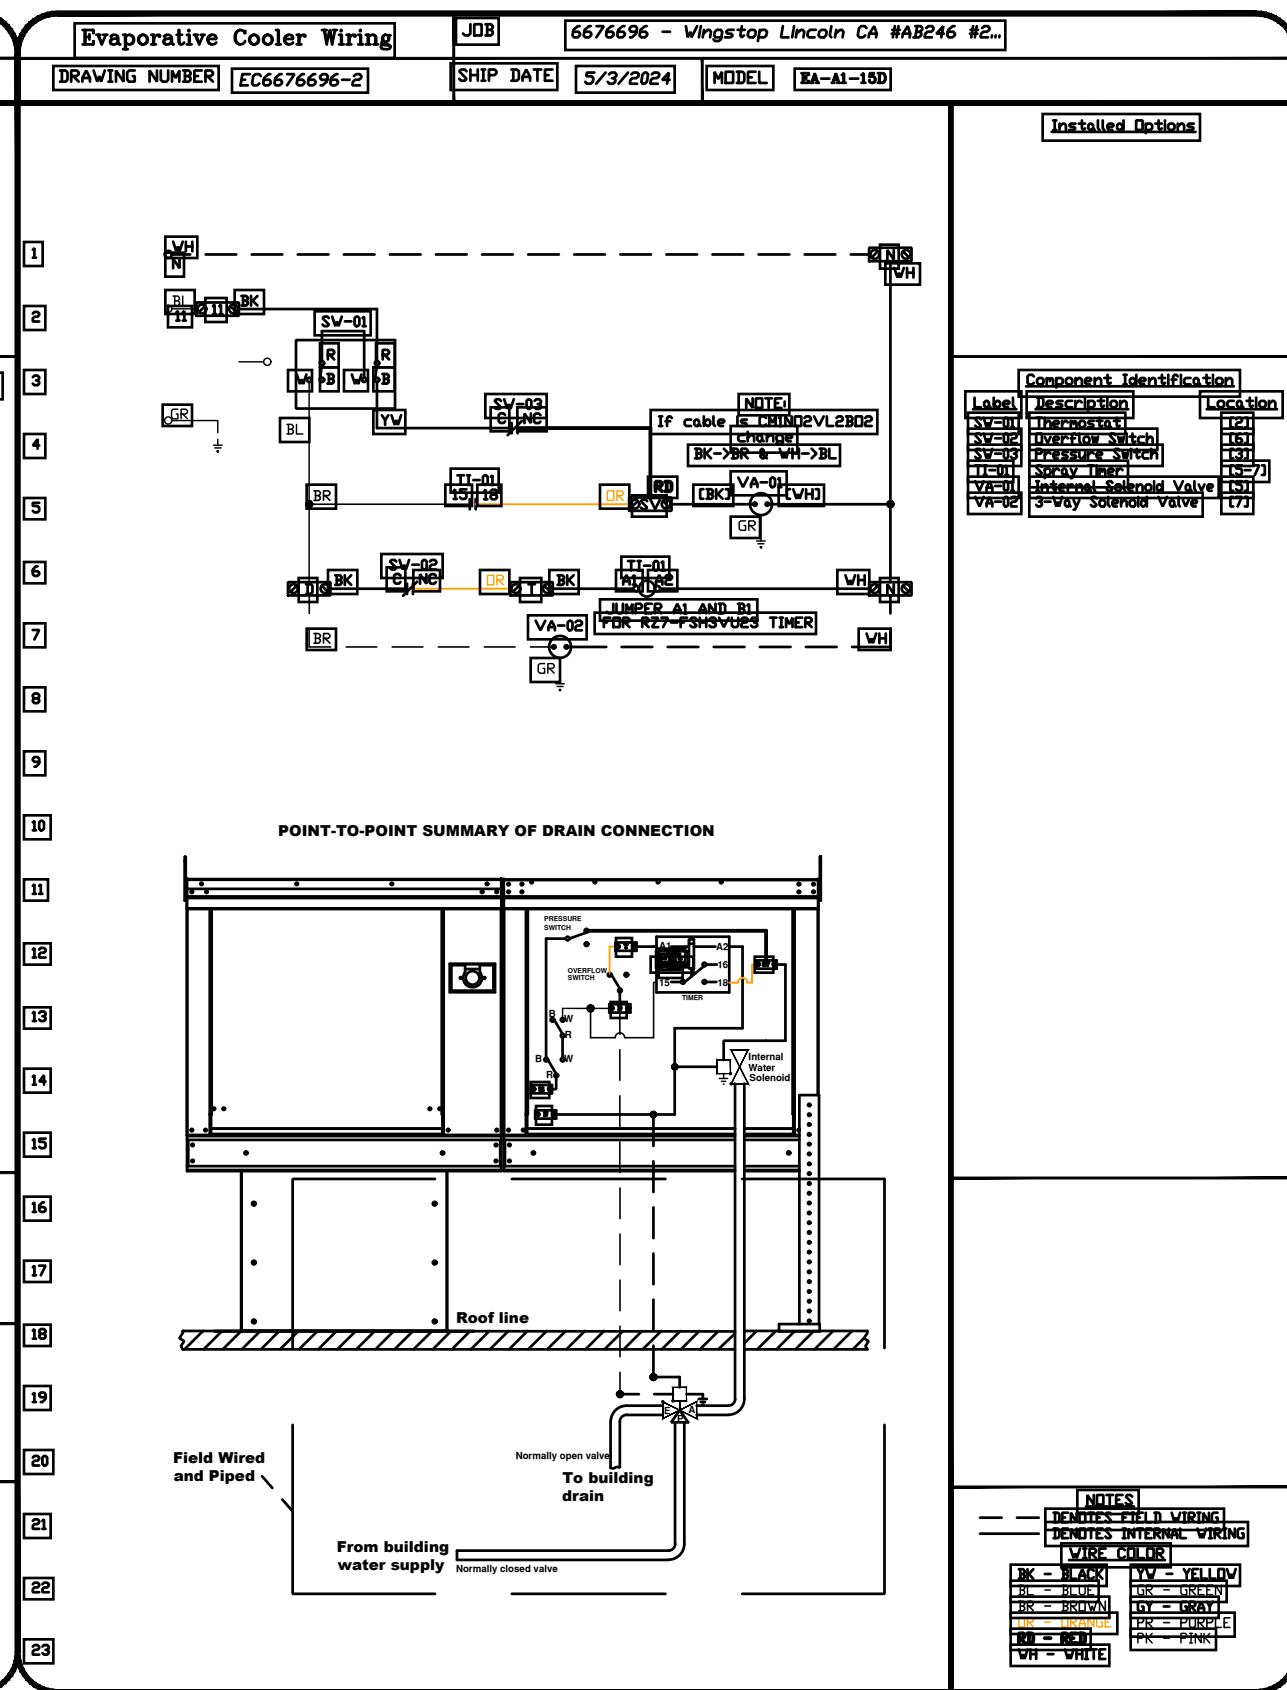 Evaporative Cooler Wiring
JOB
6676696 - Wingstop Lincoln CA #AB246 #2...
DRAWING NUMBER
EC6676696-2
SHIP DATE
5/3/2024
MODEL
EA-A1-15D
Installed Options
1
WH
N
N
WH
2
BL
11
11
BK
SW-01
R
R
3
W
B
W
B
GR
BL
YW
SW-03
C
NC
4
NOTE:
If cable is CMIND2VL2BD2
change
BK->BR & WH->BL
Component Identification
Label Description Location
SW-01 Thermostat [2]
SW-02 Overflow Switch [6]
SW-03 Pressure Switch [3]
TI-01 Spray Timer [5-7]
VA-01 Internal Solenoid Valve [5]
VA-02 3-Way Solenoid Valve [7]
5
BR
TI-01
15
18
OR
RD
SV
[BK]
VA-01
[WH]
GR
6
D
BK
SW-02
C
NC
OR
T
BK
TI-01
A1
A2
WH
N
JUMPER A1 AND B1
FOR RZ7-FSH3VU23 TIMER
7
BR
VA-02
WH
GR
8
9
10
POINT-TO-POINT SUMMARY OF DRAIN CONNECTION
11
12
PRESSURE
SWITCH
OVERFLOW
SWITCH
A1
A2
16
15
18
TIMER
13
B
W
R
14
B
W
R
Internal
Water
Solenoid
15
16
17
18
Roof line
19
E
A
P
20
Field Wired
and Piped
Normally open valve
To building
drain
21
From building
water supply
Normally closed valve
22
23
NOTES
DENOTES FIELD WIRING
DENOTES INTERNAL WIRING
WIRE COLOR
BK - BLACK YW - YELLOW
BL - BLUE GR - GREEN
BR - BROWN GY - GRAY
OR - ORANGE PR - PURPLE
RD - RED PK - PINK
WH - WHITE